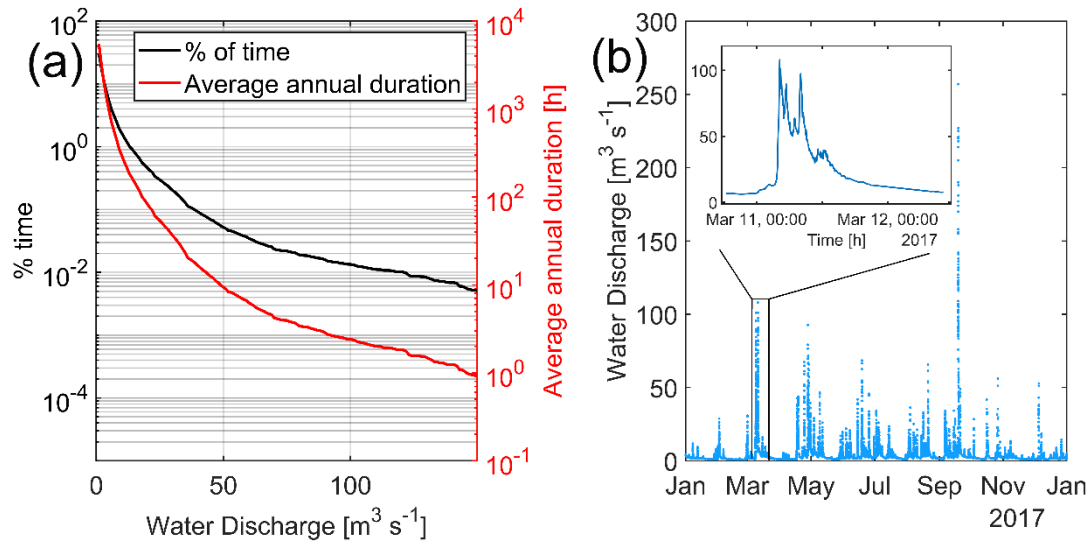 (a)
% of time
Average annual duration [h]
10^2
10^0
10^-2
10^-4
% time
0
50
100
Water Discharge [m^3 s^-1]
10^4
10^3
10^2
10^1
10^0
10^-1
Average annual duration [h]
(b)
300
250
200
150
100
50
0
Water Discharge [m^3 s^-1]
100
50
0
Mar 11, 00:00 Mar 12, 00:00
Time [h] 2017
Jan Mar May Jul Sep Nov Jan
2017